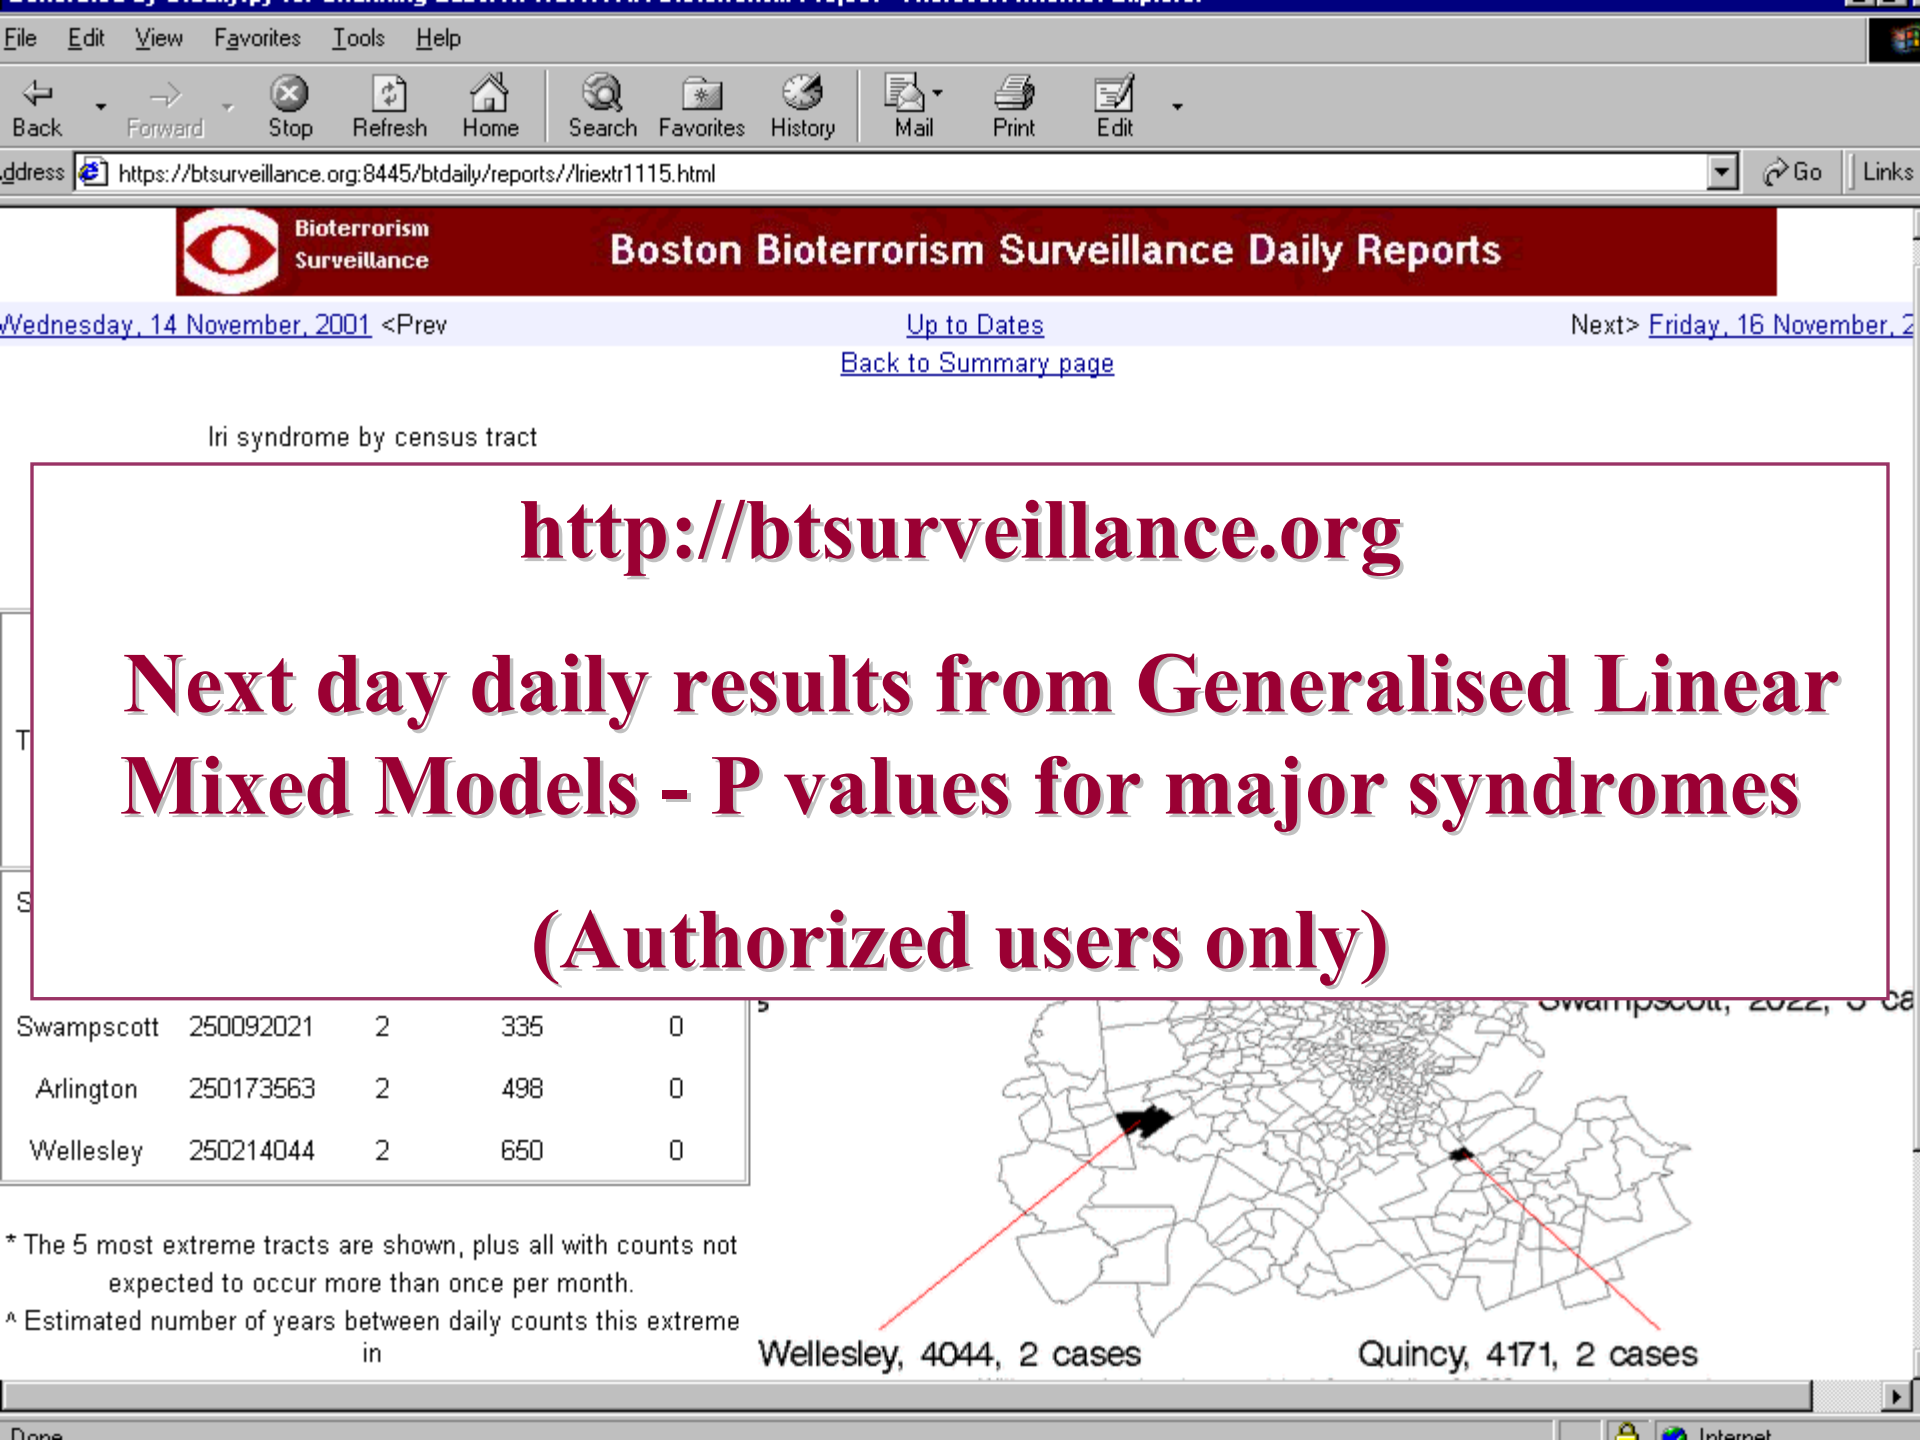 File Edit View Favorites Tools Help
Back Forward Stop Refresh Home Search Favorites History Mail Print Edit
ddress https://btsurveillance.org:8445/btdaily/reports//lriextr1115.html Go Links
Bioterrorism
Surveillance
Boston Bioterrorism Surveillance Daily Reports
Wednesday, 14 November, 2001 <Prev Up to Dates Next> Friday, 16 November, 2
Back to Summary page
lri syndrome by census tract
http://btsurveillance.org
Next day daily results from Generalised Linear
Mixed Models - P values for major syndromes
(Authorized users only)
Swampscott, 2022, 3 ca
Swampscott 250092021 2 335 0
Arlington 250173563 2 498 0
Wellesley 250214044 2 650 0
* The 5 most extreme tracts are shown, plus all with counts not
expected to occur more than once per month.
^ Estimated number of years between daily counts this extreme
in
Wellesley, 4044, 2 cases
Quincy, 4171, 2 cases
Done Internet